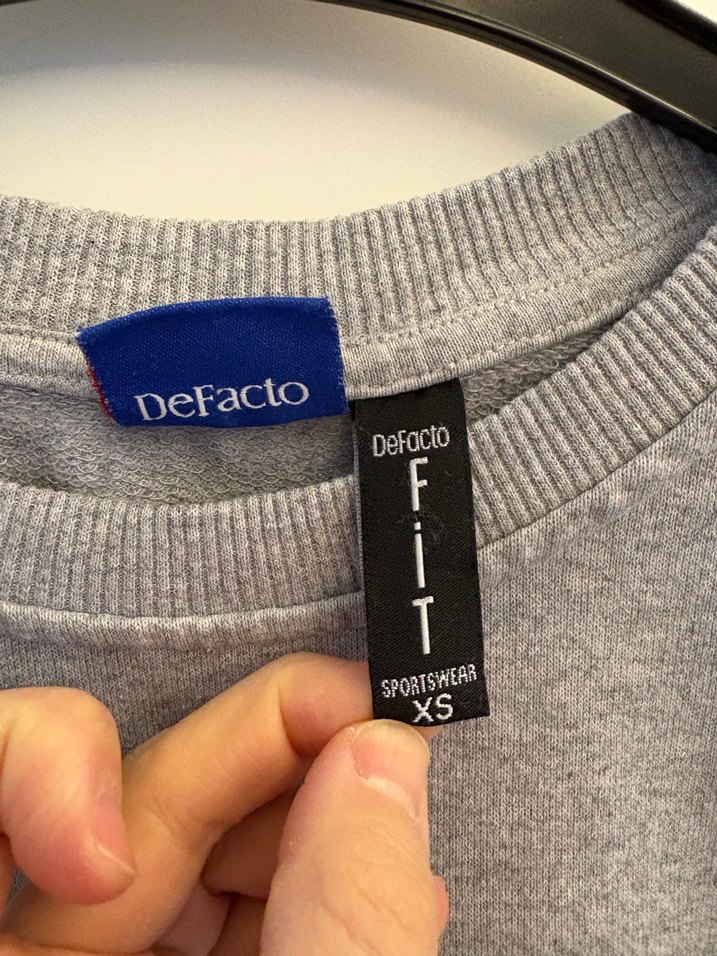 DeFacto
DeFacto
FiT
SPORTSWEAR
XS